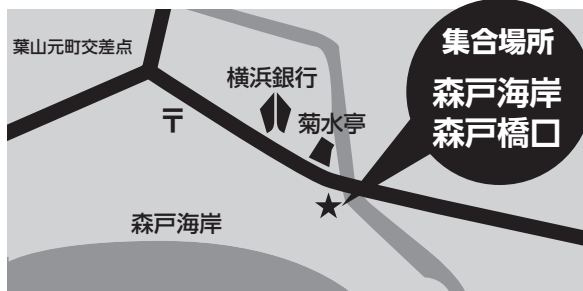 葉山元町交差点
横浜銀行
〒
菊水亭
集合場所
森戸海岸
森戸橋口
★
森戸海岸